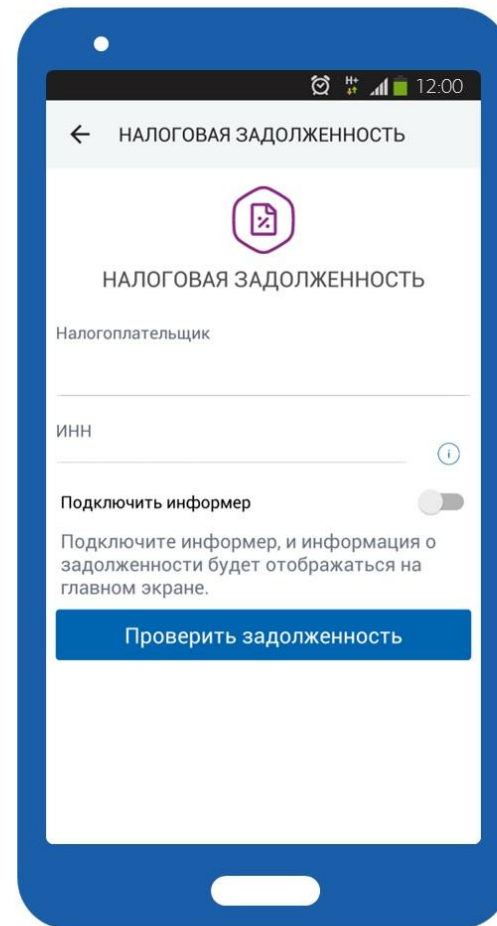 H+ 12:00
НАЛОГОВАЯ ЗАДОЛЖЕННОСТЬ
НАЛОГОВАЯ ЗАДОЛЖЕННОСТЬ
Налогоплательщик
ИНН
Подключить информер
Подключите информер, и информация о
задолженности будет отображаться на
главном экране.
Проверить задолженность